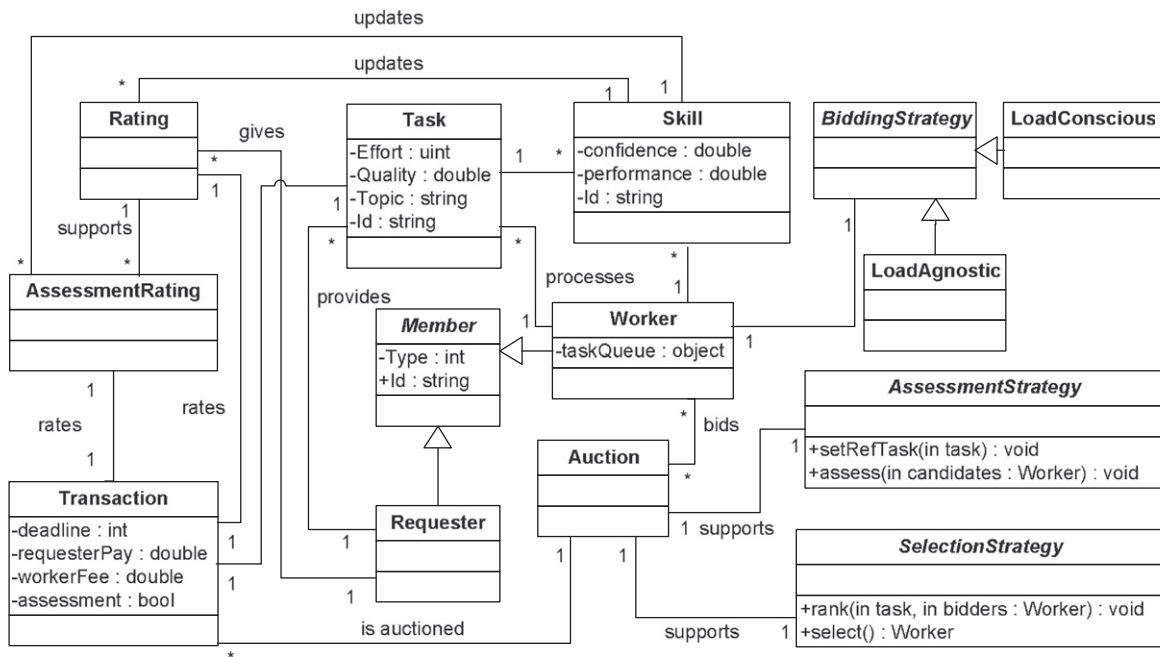 updates
updates
*
*
1
1
Rating
gives
*
1
1
supports
*
*
Task
-Effort : uint
-Quality : double
-Topic : string
-Id : string
1
*
1
*
*
Skill
-confidence : double
-performance : double
-Id : string
*
1
BiddingStrategy
LoadConscious
1
LoadAgnostic
AssessmentRating
provides
processes
Member
-Type : int
+Id : string
1
Worker
-taskQueue : object
1
1
rates
1
rates
*
bids
*
AssessmentStrategy
+setRefTask(in task) : void
+assess(in candidates : Worker) : void
1
Auction
1 supports
Transaction
-deadline : int
-requesterPay : double
-workerFee : double
-assessment : bool
1
1
Requester
1
1
1
1
SelectionStrategy
+rank(in task, in bidders : Worker) : void
+select() : Worker
is auctioned
supports
1
*